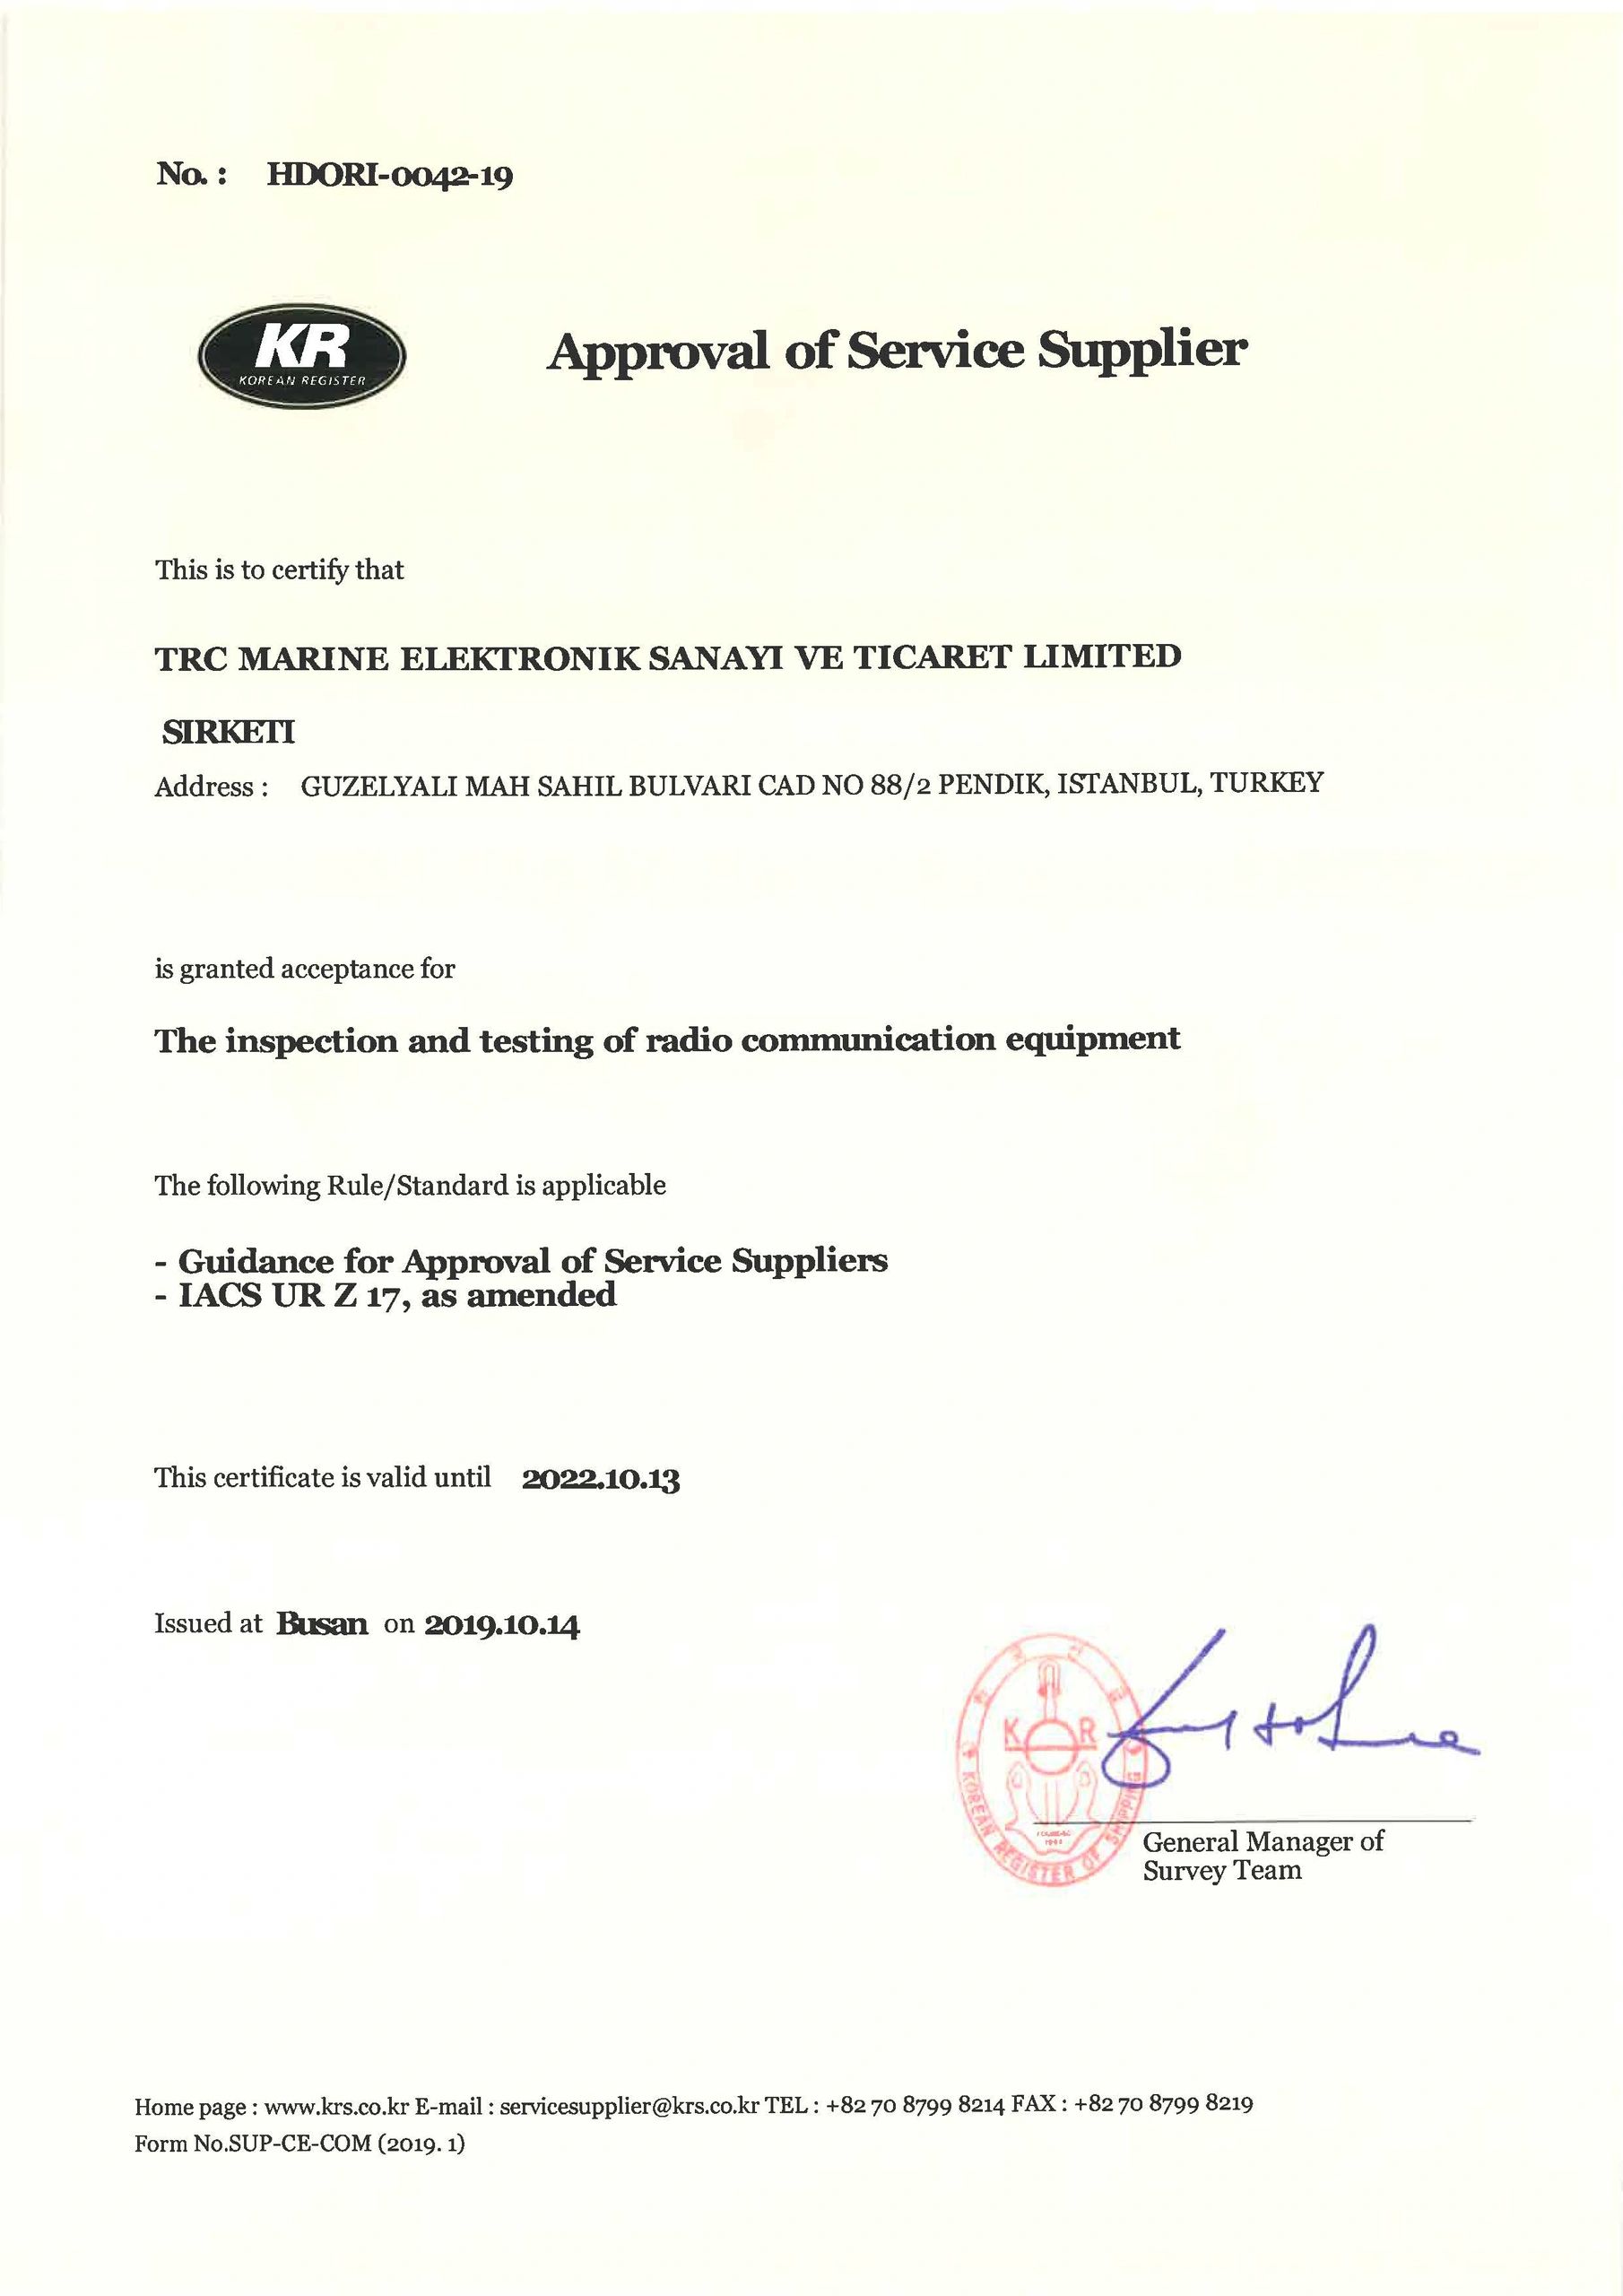 No. : HDORI-0042-19
KR
KOREAN REGISTER
Approval of Service Supplier
This is to certify that
TRC MARINE ELEKTRONIK SANAYI VE TICARET LIMITED
SIRKETI
Address : GUZELYALI MAH SAHIL BULVARI CAD NO 88/2 PENDIK, ISTANBUL, TURKEY
is granted acceptance for
The inspection and testing of radio communication equipment
The following Rule/Standard is applicable
- Guidance for Approval of Service Suppliers
- IACS UR Z 17, as amended
This certificate is valid until 2022.10.13
Issued at Busan on 2019.10.14
K R
KOREAN REGISTER OF SHIPPING
General Manager of
Survey Team
Home page : www.krs.co.kr E-mail : servicesupplier@krs.co.kr TEL : +82 70 8799 8214 FAX : +82 70 8799 8219
Form No.SUP-CE-COM (2019. 1)